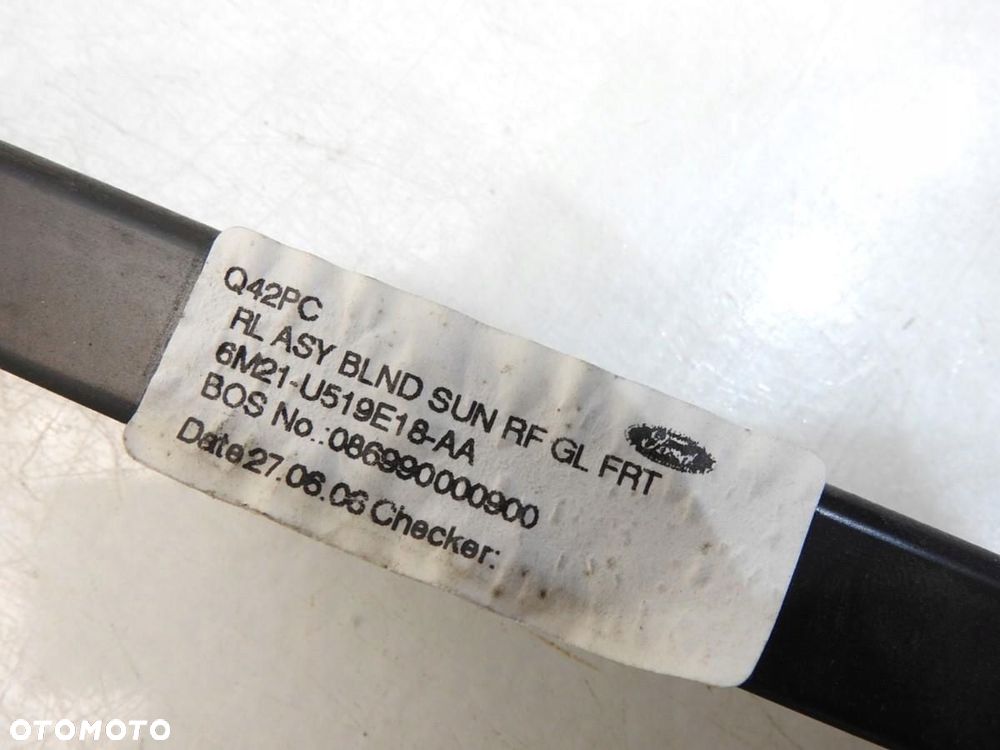 Q42PC
RL ASY BLND SUN RF GL FRT
6M21-U519E18-AA
BOS No.:086990000900
Date27.06.06 Checker:
Ford
OTOMOTO